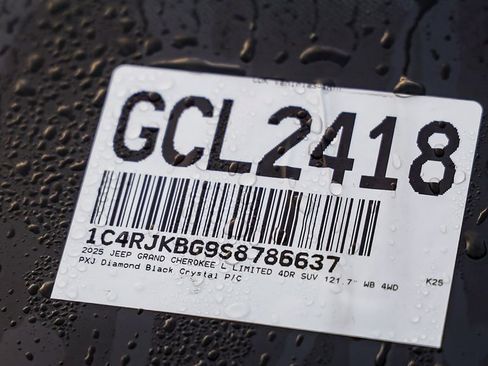 GCL2418
1C4RJKBG9S8786637
2025 JEEP GRAND CHEROKEE L LIMITED 4DR SUV 121.7" WB 4WD
PXJ Diamond Black Crystal P/C K25